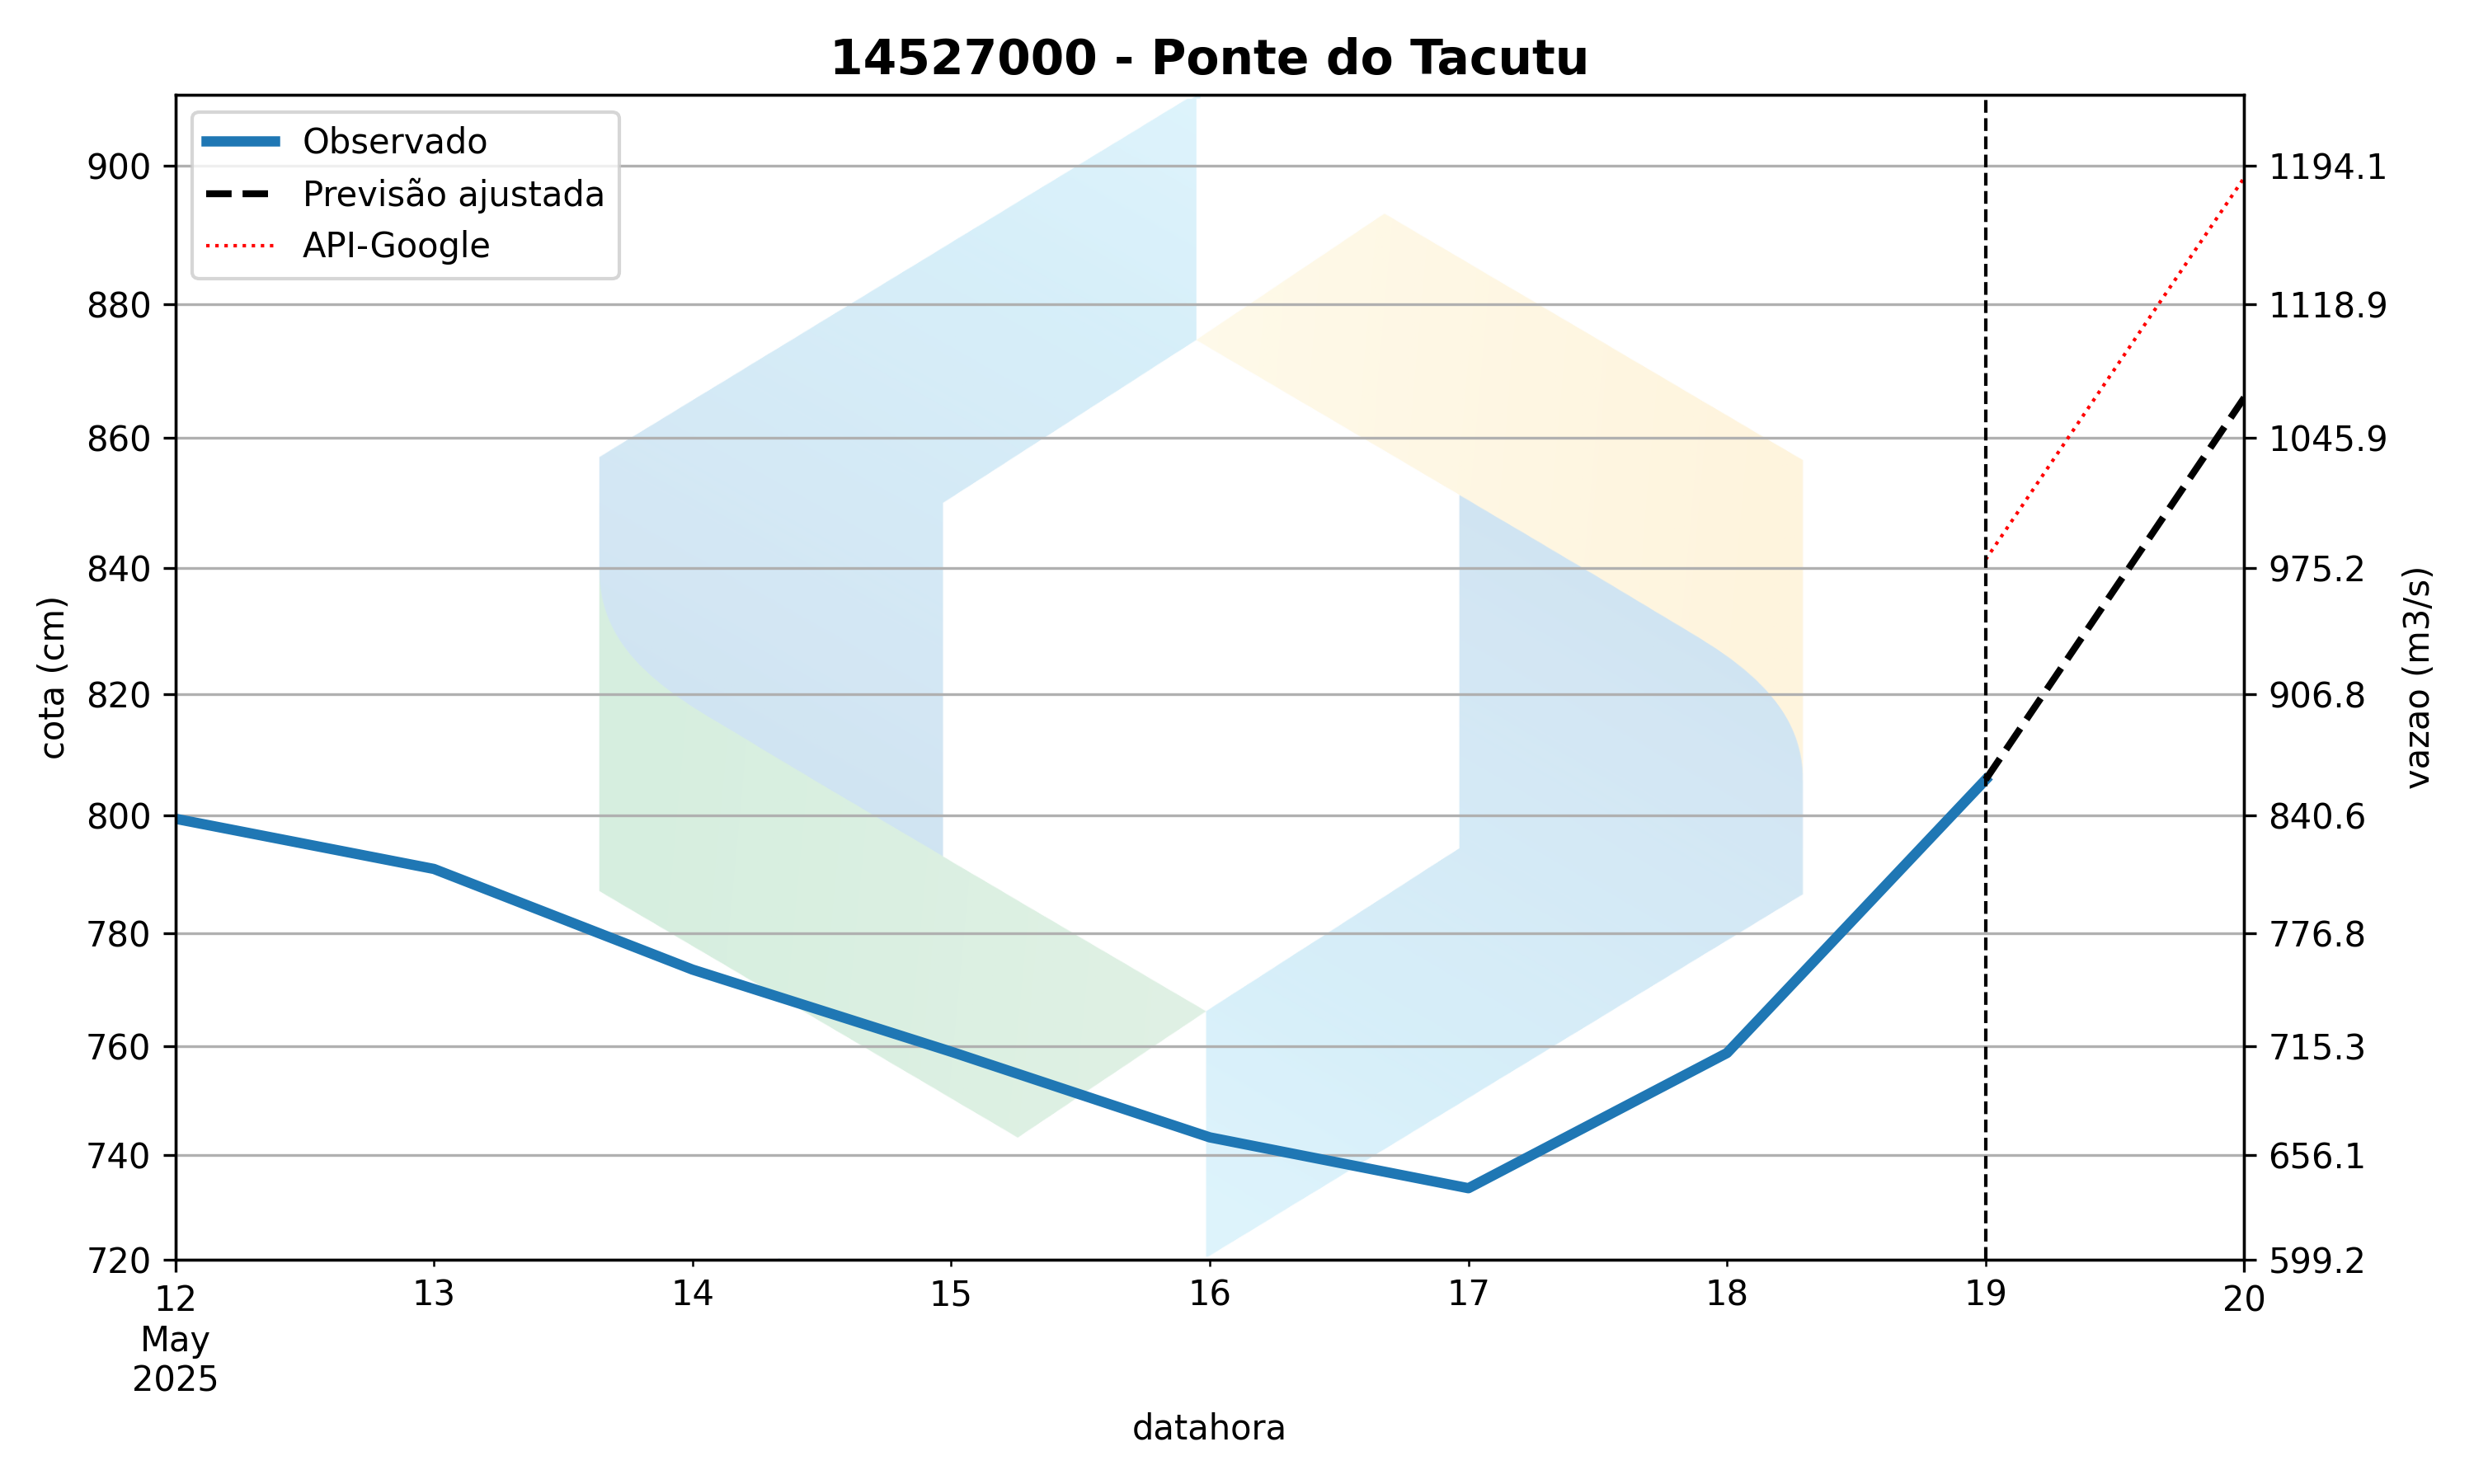 14527000 - Ponte do Tacutu
Observado
Previsão ajustada
API-Google
900
880
860
840
820
800
780
760
740
720
cota (cm)
1194.1
1118.9
1045.9
975.2
906.8
840.6
776.8
715.3
656.1
599.2
vazao (m3/s)
12 13 14 15 16 17 18 19 20
May
2025
datahora